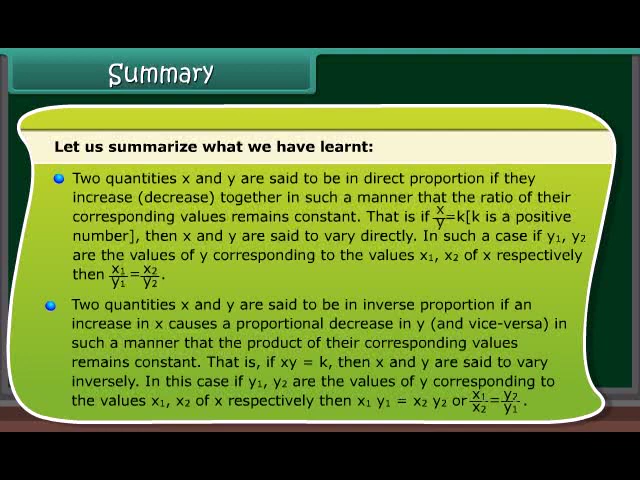 Summary
Let us summarize what we have learnt:
Two quantities x and y are said to be in direct proportion if they
increase (decrease) together in such a manner that the ratio of their
corresponding values remains constant. That is if x/y=k[k is a positive
number], then x and y are said to vary directly. In such a case if y₁, y₂
are the values of y corresponding to the values x₁, x₂ of x respectively
then x₁/y₁=x₂/y₂.
Two quantities x and y are said to be in inverse proportion if an
increase in x causes a proportional decrease in y (and vice-versa) in
such a manner that the product of their corresponding values
remains constant. That is, if xy = k, then x and y are said to vary
inversely. In this case if y₁, y₂ are the values of y corresponding to
the values x₁, x₂ of x respectively then x₁ y₁ = x₂ y₂ or x₁/x₂=y₂/y₁.